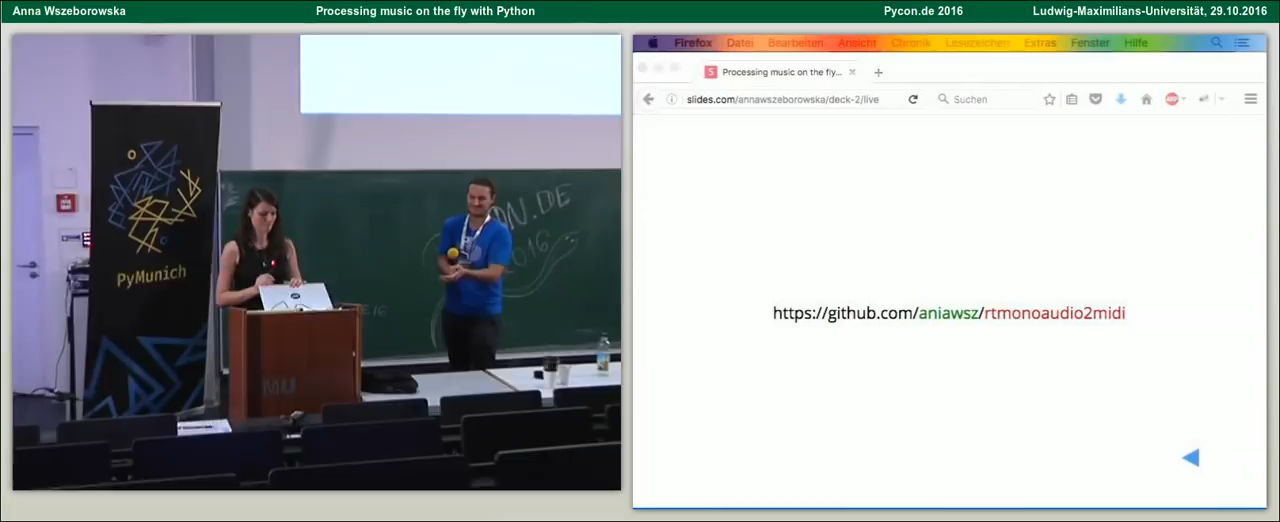 Anna Wszeborowska
Processing music on the fly with Python
Pycon.de 2016
Ludwig-Maximilians-Universität, 29.10.2016
PyMunich
MU
Firefox Datei Bearbeiten Ansicht Chronik Lesezeichen Extras Fenster Hilfe
S Processing music on the fly...
slides.com/annawszeborowska/deck-2/live
Suchen
ABP
https://github.com/aniawsz/rtmonoaudio2midi